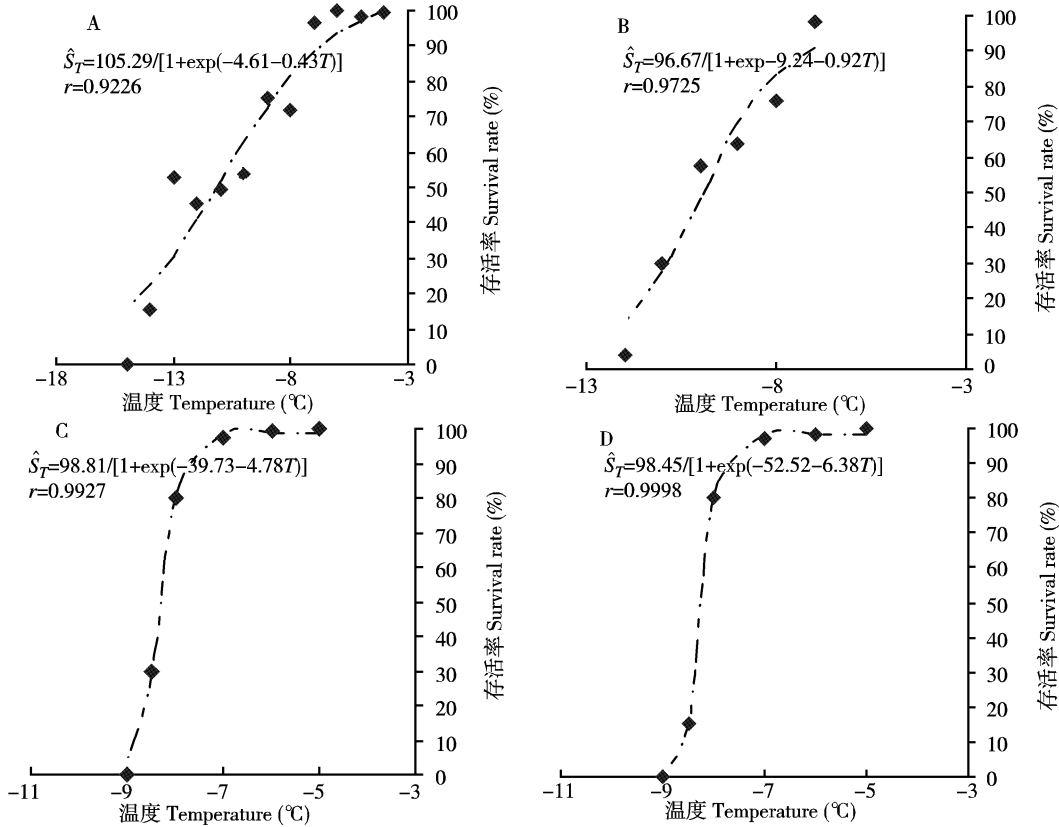 A
Ŝ_T=105.29/[1+exp(−4.61−0.43T)]
r=0.9226
100
90
80
70
60
50
40
30
20
10
0
存活率 Survival rate (%)
−18 −13 −8 −3
温度 Temperature (℃)
B
Ŝ_T=96.67/[1+exp−9.24−0.92T)]
r=0.9725
100
90
80
70
60
50
40
30
20
10
0
存活率 Survival rate (%)
−13 −8 −3
温度 Temperature (℃)
C
Ŝ_T=98.81/[1+exp(−39.73−4.78T)]
r=0.9927
100
90
80
70
60
50
40
30
20
10
0
存活率 Survival rate (%)
−11 −9 −7 −5 −3
温度 Temperature (℃)
D
Ŝ_T=98.45/[1+exp(−52.52−6.38T)]
r=0.9998
100
90
80
70
60
50
40
30
20
10
0
存活率 Survival rate (%)
−11 −9 −7 −5 −3
温度 Temperature (℃)